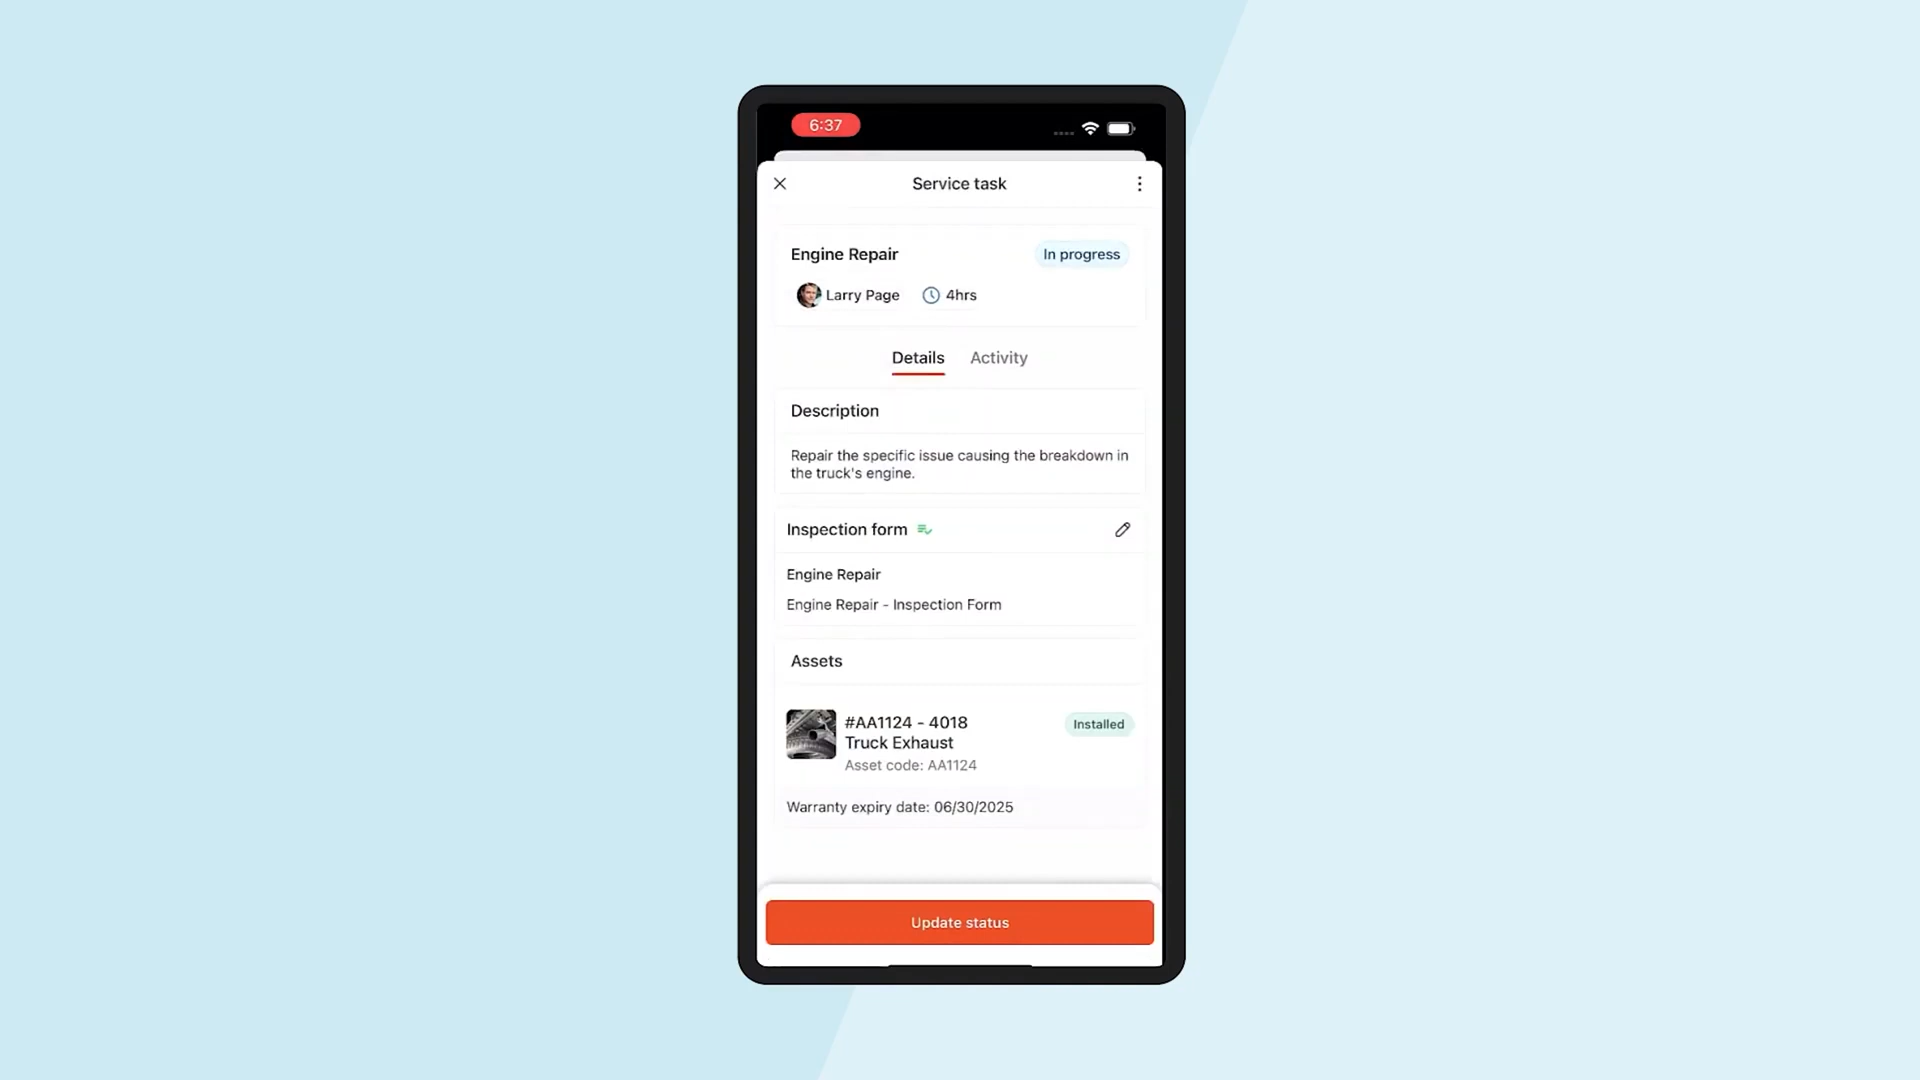 6:37
Service task
Engine Repair
In progress
Larry Page
4hrs
Details
Activity
Description
Repair the specific issue causing the breakdown in
the truck's engine.
Inspection form
Engine Repair
Engine Repair - Inspection Form
Assets
#AA1124 - 4018
Installed
Truck Exhaust
Asset code: AA1124
Warranty expiry date: 06/30/2025
Update status